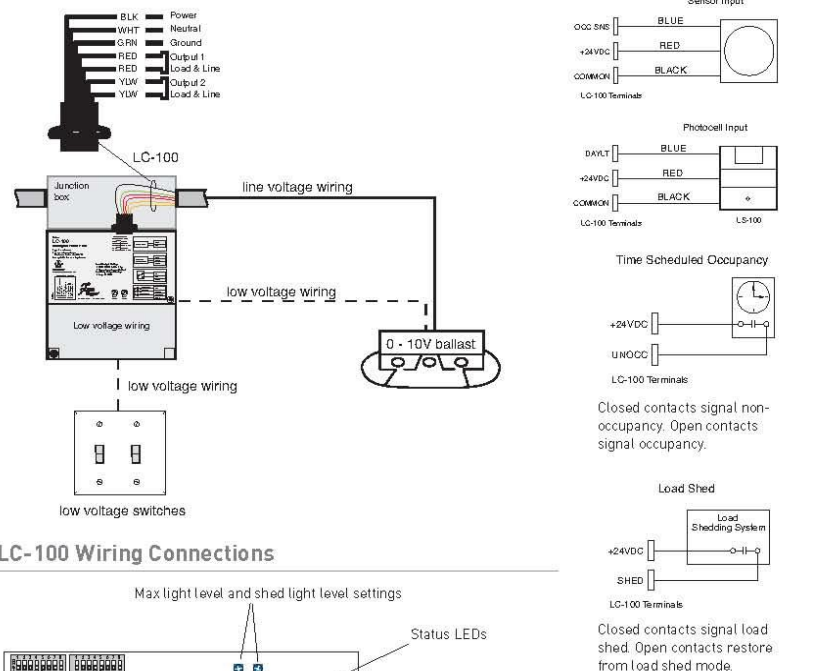 BLK Power
WHT Neutral
GRN Ground
RED Output 1
RED Load & Line
YLW Output 2
YLW Load & Line
LC-100
Junction
box
line voltage wiring
LC-100
low voltage wiring
Low voltage wiring
0 - 10V ballast
low voltage wiring
low voltage switches
LC-100 Wiring Connections
Max light level and shed light level settings
Status LEDs
Sensor Input
OCC SNS BLUE
+24VDC RED
COMMON BLACK
LC-100 Terminals
Photocell Input
DAYLT BLUE
+24VDC RED
COMMON BLACK
LC-100 Terminals
LS-100
Time Scheduled Occupancy
+24VDC
UNOCC
LC-100 Terminals
Closed contacts signal non-
occupancy. Open contacts
signal occupancy.
Load Shed
Load
Shedding System
+24VDC
SHED
LC-100 Terminals
Closed contacts signal load
shed. Open contacts restore
from load shed mode.